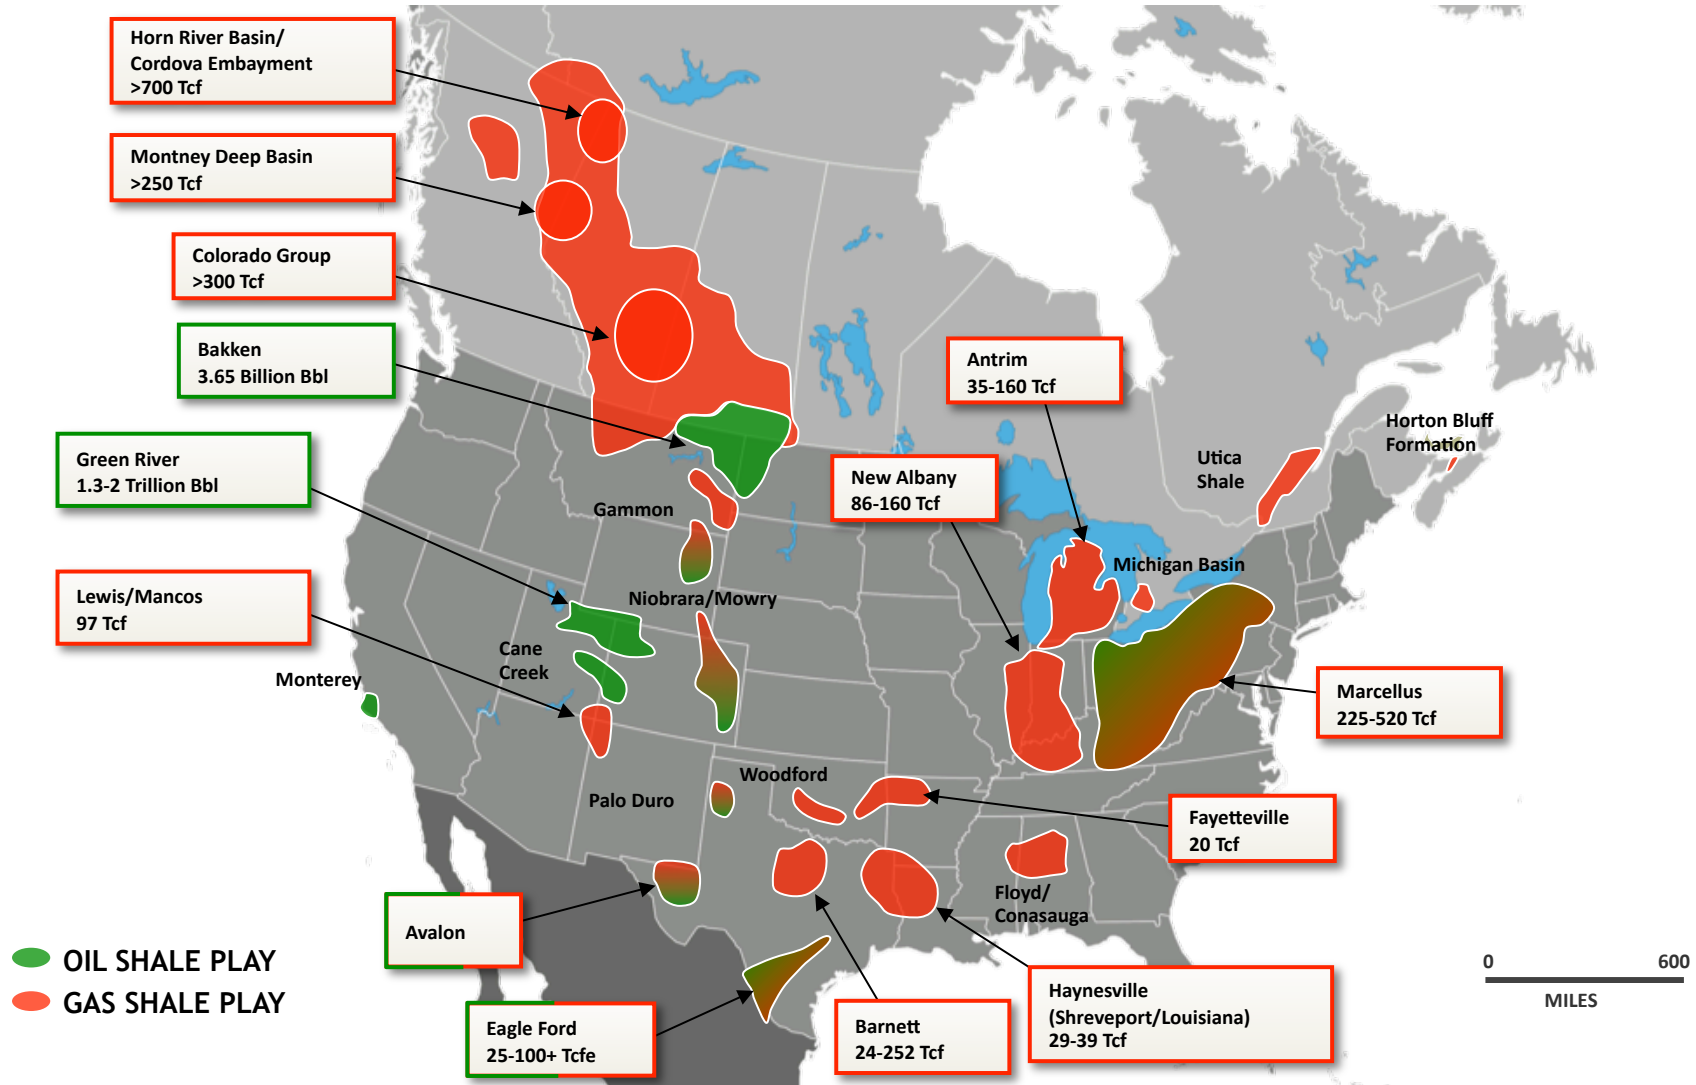 Horn River Basin/
Cordova Embayment
>700 Tcf
Montney Deep Basin
>250 Tcf
Colorado Group
>300 Tcf
Bakken
3.65 Billion Bbl
Green River
1.3-2 Trillion Bbl
Lewis/Mancos
97 Tcf
Antrim
35-160 Tcf
New Albany
86-160 Tcf
Utica
Shale
Horton Bluff
Formation
Gammon
Michigan Basin
Niobrara/Mowry
Cane
Creek
Monterey
Marcellus
225-520 Tcf
Woodford
Palo Duro
Fayetteville
20 Tcf
Floyd/
Conasauga
Avalon
OIL SHALE PLAY
GAS SHALE PLAY
Eagle Ford
25-100+ Tcfe
Barnett
24-252 Tcf
Haynesville
(Shreveport/Louisiana)
29-39 Tcf
0 600
MILES